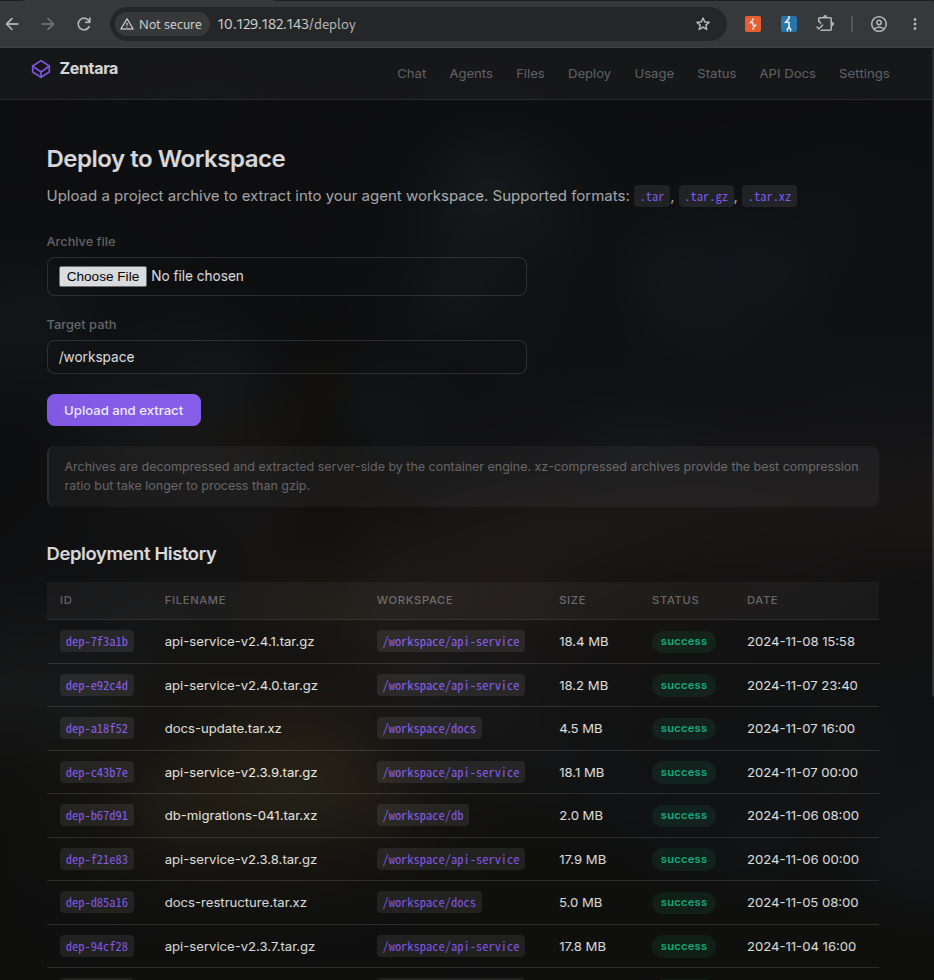 Not secure 10.129.182.143/deploy
Zentara
Chat Agents Files Deploy Usage Status API Docs Settings
Deploy to Workspace
Upload a project archive to extract into your agent workspace. Supported formats: .tar , .tar.gz , .tar.xz
Archive file
Choose File No file chosen
Target path
/workspace
Upload and extract
Archives are decompressed and extracted server-side by the container engine. xz-compressed archives provide the best compression
ratio but take longer to process than gzip.
Deployment History
ID FILENAME WORKSPACE SIZE STATUS DATE
dep-7f3a1b api-service-v2.4.1.tar.gz /workspace/api-service 18.4 MB success 2024-11-08 15:58
dep-e92c4d api-service-v2.4.0.tar.gz /workspace/api-service 18.2 MB success 2024-11-07 23:40
dep-a18f52 docs-update.tar.xz /workspace/docs 4.5 MB success 2024-11-07 16:00
dep-c43b7e api-service-v2.3.9.tar.gz /workspace/api-service 18.1 MB success 2024-11-07 00:00
dep-b67d91 db-migrations-041.tar.xz /workspace/db 2.0 MB success 2024-11-06 08:00
dep-f21e83 api-service-v2.3.8.tar.gz /workspace/api-service 17.9 MB success 2024-11-06 00:00
dep-d85a16 docs-restructure.tar.xz /workspace/docs 5.0 MB success 2024-11-05 08:00
dep-94cf28 api-service-v2.3.7.tar.gz /workspace/api-service 17.8 MB success 2024-11-04 16:00